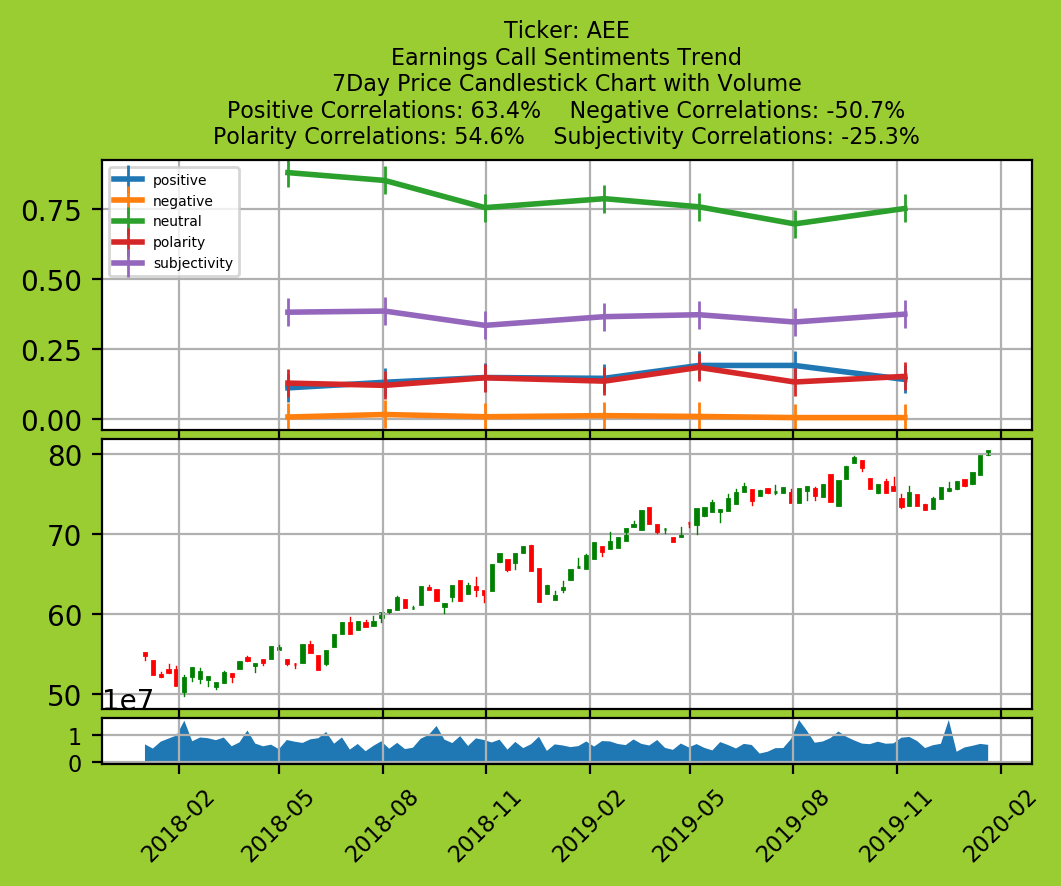 Ticker: AEE
Earnings Call Sentiments Trend
7Day Price Candlestick Chart with Volume
Positive Correlations: 63.4%    Negative Correlations: -50.7%
Polarity Correlations: 54.6%    Subjectivity Correlations: -25.3%
positive
negative
neutral
polarity
subjectivity
0.75
0.50
0.25
0.00
80
70
60
50
1e7
1
0
2018-02
2018-05
2018-08
2018-11
2019-02
2019-05
2019-08
2019-11
2020-02